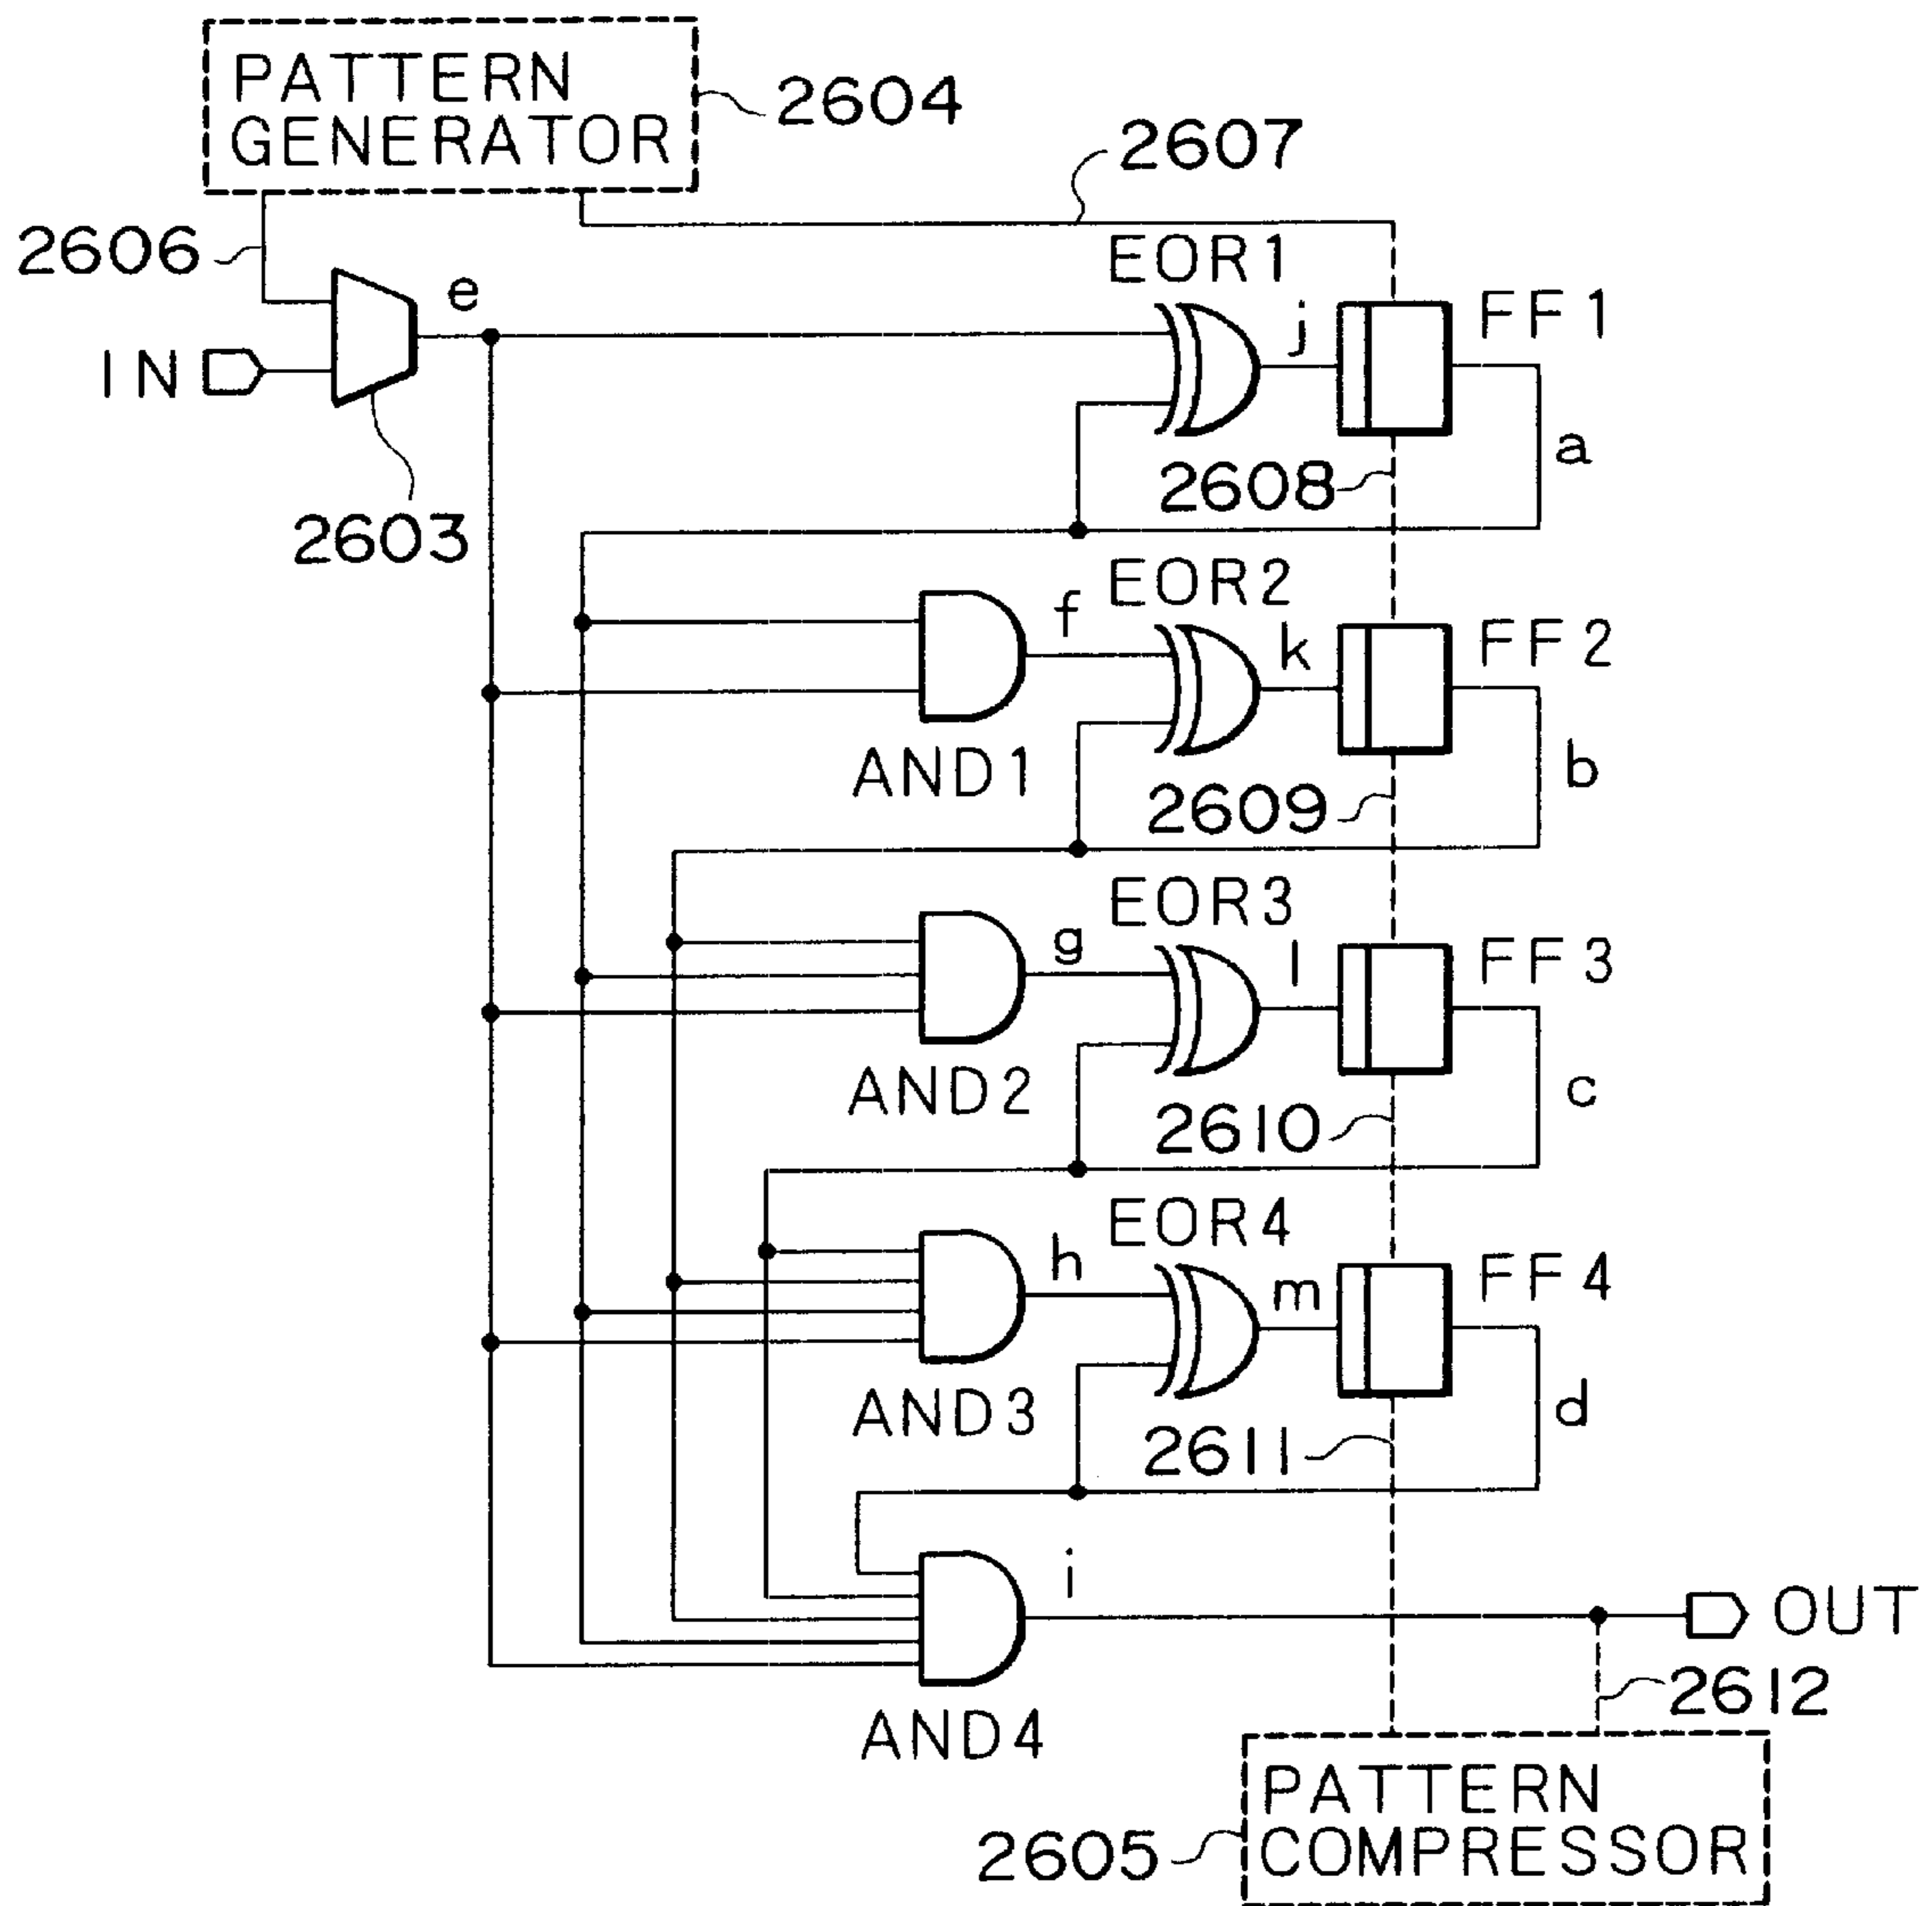 PATTERN
GENERATOR
2604
2607
2606
e
EOR1
j
FF1
IN
a
2608
2603
EOR2
f
k
FF2
AND1
b
2609
EOR3
g
l
FF3
AND2
c
2610
EOR4
h
m
FF4
AND3
d
2611
i
OUT
2612
AND4
PATTERN
COMPRESSOR
2605